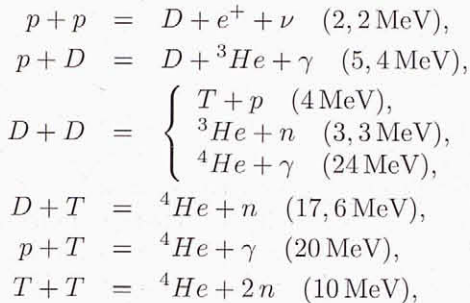 p + p = D + e⁺ + ν (2, 2 MeV),
p + D = D + ³He + γ (5, 4 MeV),
D + D = { T + p (4 MeV),
³He + n (3, 3 MeV),
⁴He + γ (24 MeV),
D + T = ⁴He + n (17, 6 MeV),
p + T = ⁴He + γ (20 MeV),
T + T = ⁴He + 2 n (10 MeV),